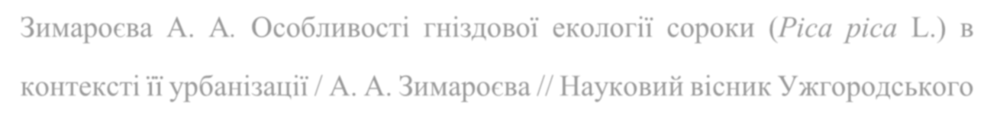 Зимароєва А. А. Особливості гніздової екології сороки (Pica pica L.) в
контексті її урбанізації / А. А. Зимароєва // Науковий вісник Ужгородського